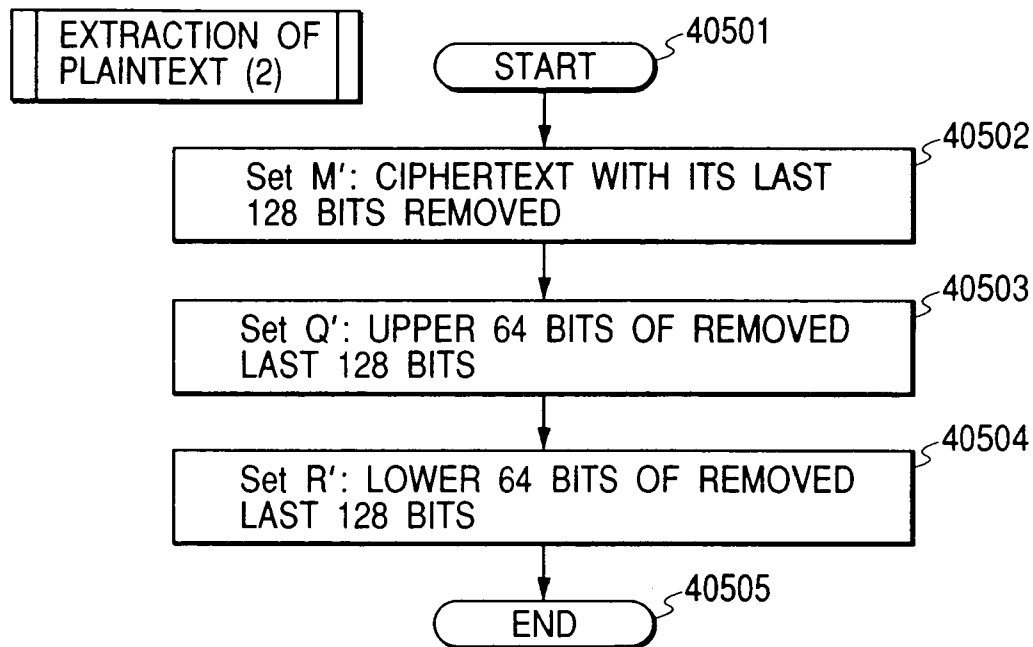 EXTRACTION OF
PLAINTEXT (2)
START
40501
Set M′: CIPHERTEXT WITH ITS LAST
128 BITS REMOVED
40502
Set Q′: UPPER 64 BITS OF REMOVED
LAST 128 BITS
40503
Set R′: LOWER 64 BITS OF REMOVED
LAST 128 BITS
40504
END
40505